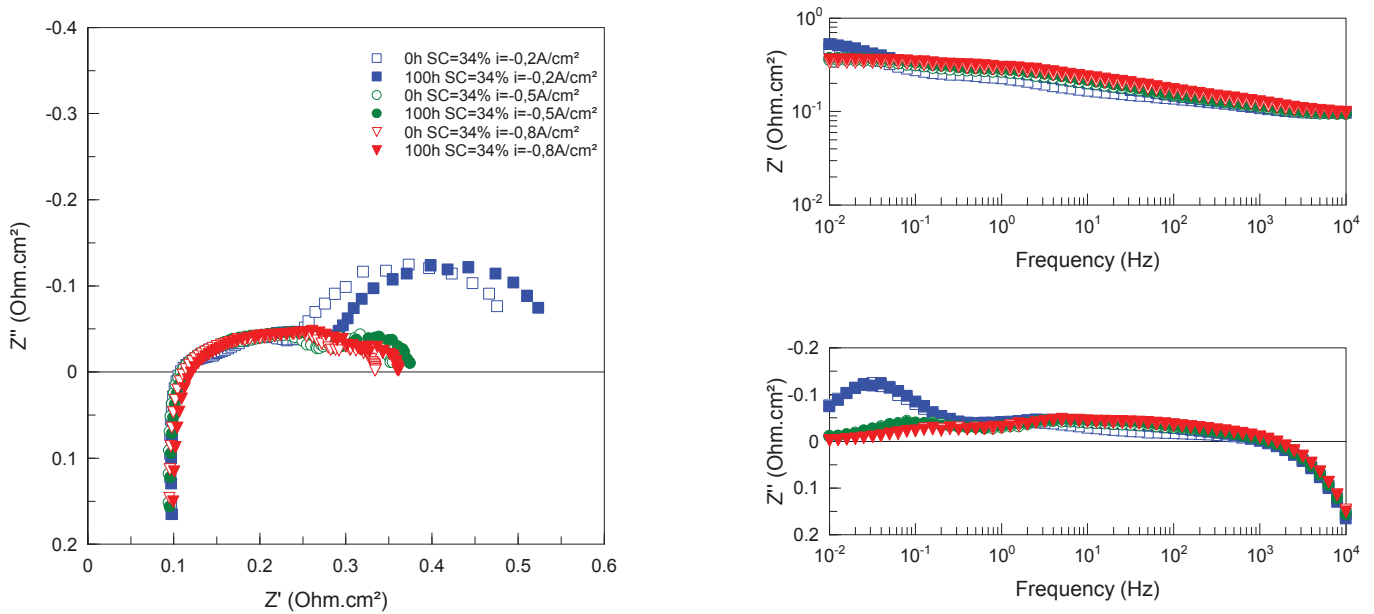 -0.4
-0.3
-0.2
-0.1
0
0.1
0.2
Z'' (Ohm.cm²)
0h SC=34% i=-0,2A/cm²
100h SC=34% i=-0,2A/cm²
0h SC=34% i=-0,5A/cm²
100h SC=34% i=-0,5A/cm²
0h SC=34% i=-0,8A/cm²
100h SC=34% i=-0,8A/cm²
0 0.1 0.2 0.3 0.4 0.5 0.6
Z' (Ohm.cm²)
10⁰
10⁻¹
10⁻²
Z' (Ohm.cm²)
10⁻² 10⁻¹ 10⁰ 10¹ 10² 10³ 10⁴
Frequency (Hz)
-0.2
-0.1
0
0.1
0.2
Z'' (Ohm.cm²)
10⁻² 10⁻¹ 10⁰ 10¹ 10² 10³ 10⁴
Frequency (Hz)